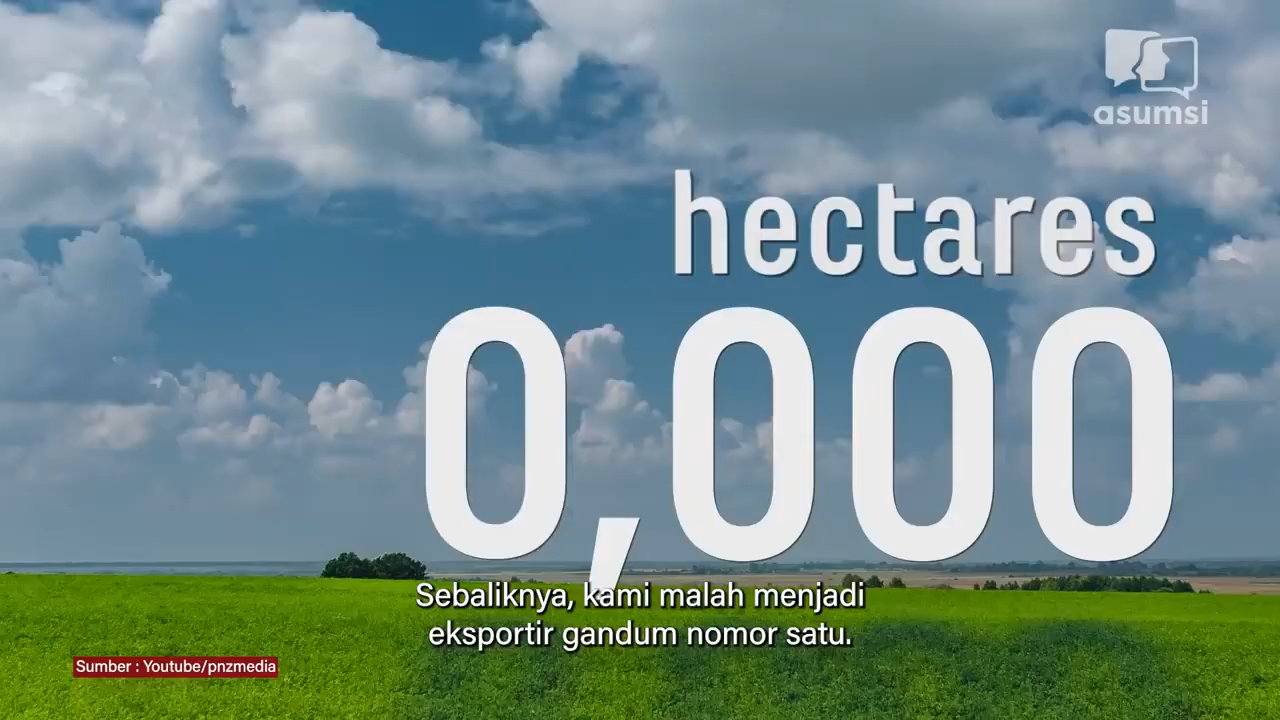 asumsi
hectares
0,000
Sebaliknya, kami malah menjadi
eksportir gandum nomor satu.
Sumber : Youtube/pnzmedia